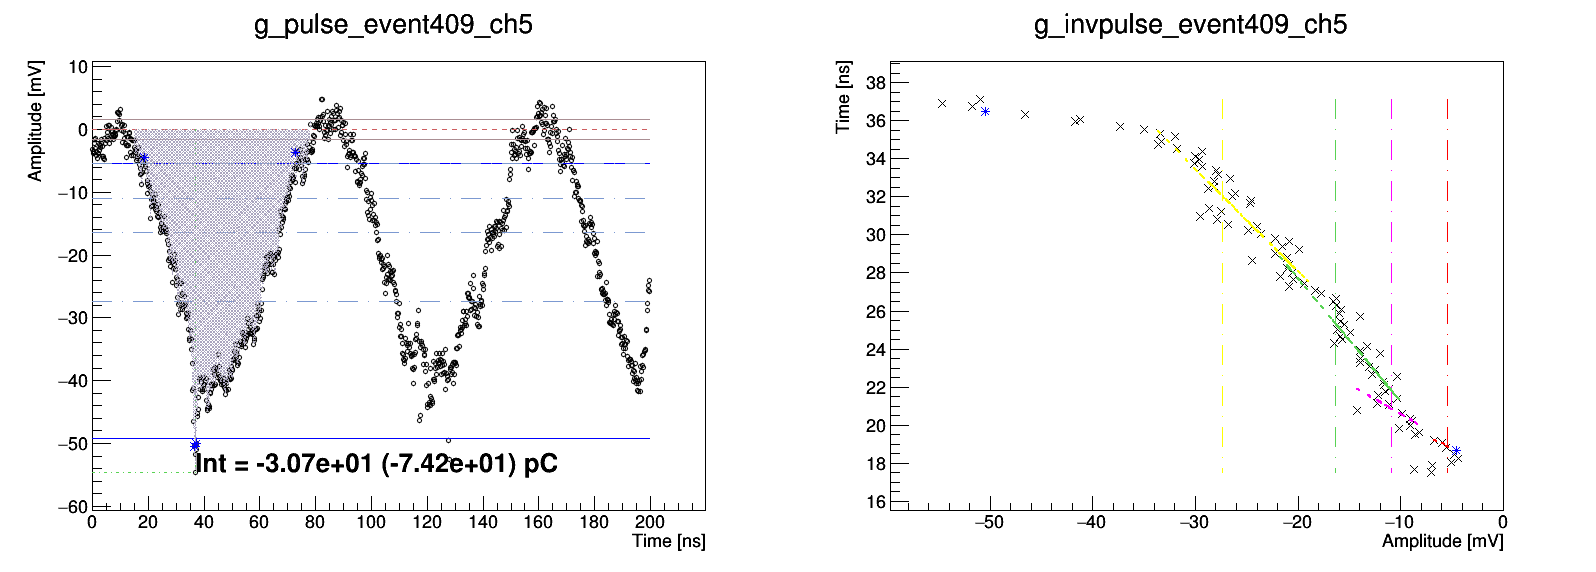 g_pulse_event409_ch5
Amplitude [mV]
10
0
−10
−20
−30
−40
−50
−60
Int = -3.07e+01 (-7.42e+01) pC
0 20 40 60 80 100 120 140 160 180 200
Time [ns]
g_invpulse_event409_ch5
Time [ns]
38
36
34
32
30
28
26
24
22
20
18
16
−50 −40 −30 −20 −10 0
Amplitude [mV]